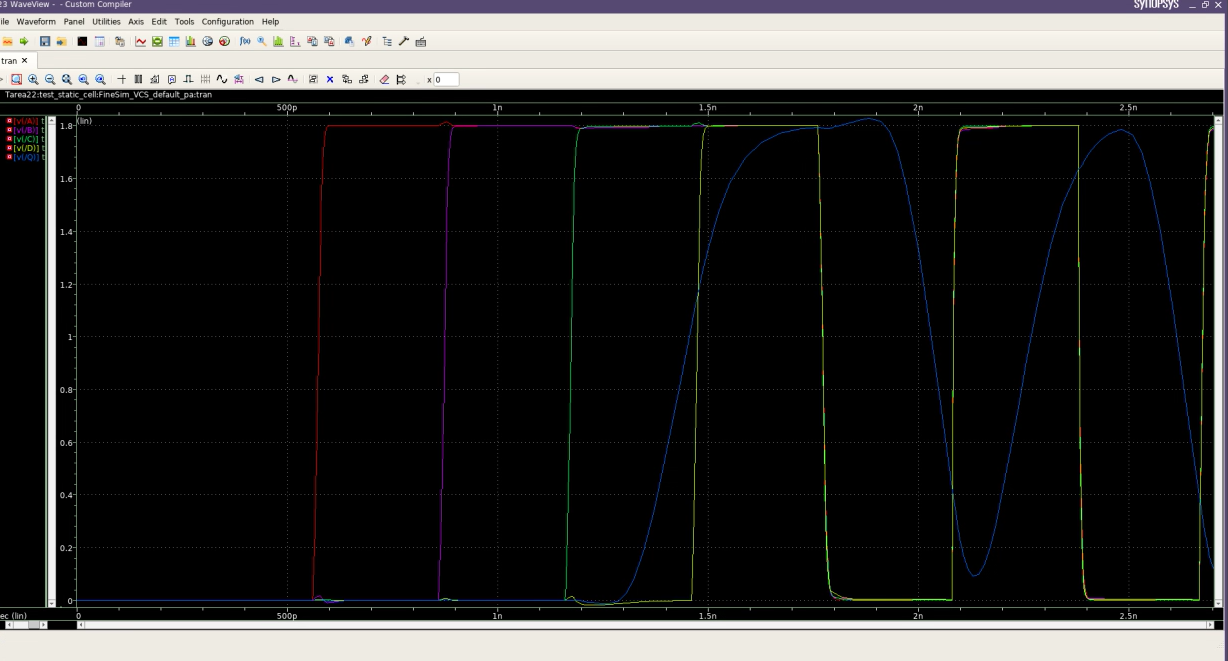 23 WaveView - - Custom Compiler
SYNOPSYS
ile Waveform Panel Utilities Axis Edit Tools Configuration Help
f(x)
tran
x 0
Tarea22:test_static_cell:FineSim_VCS_default_pa:tran
0 500p 1n 1.5n 2n 2.5n
[v(/A)] t
[v(/B)] t
[v(/C)] t
[v(/D)] t
[v(/Q)] t
(lin)
1.8
1.6
1.4
1.2
1
0.8
0.6
0.4
0.2
0
ec (lin) 0 500p 1n 1.5n 2n 2.5n